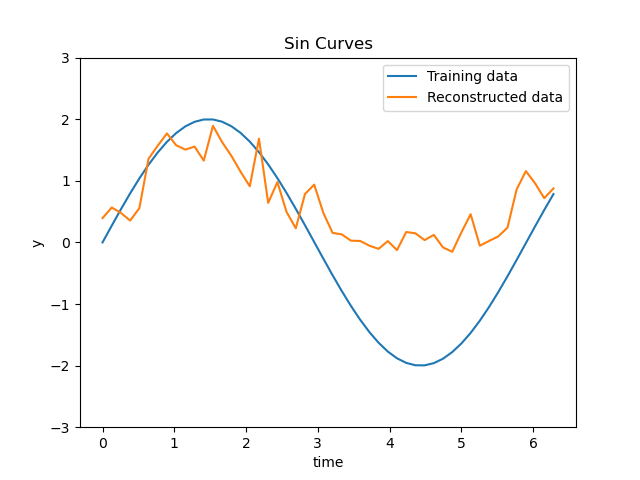 Sin Curves
Training data
Reconstructed data
3
2
1
0
−1
−2
−3
y
0 1 2 3 4 5 6
time